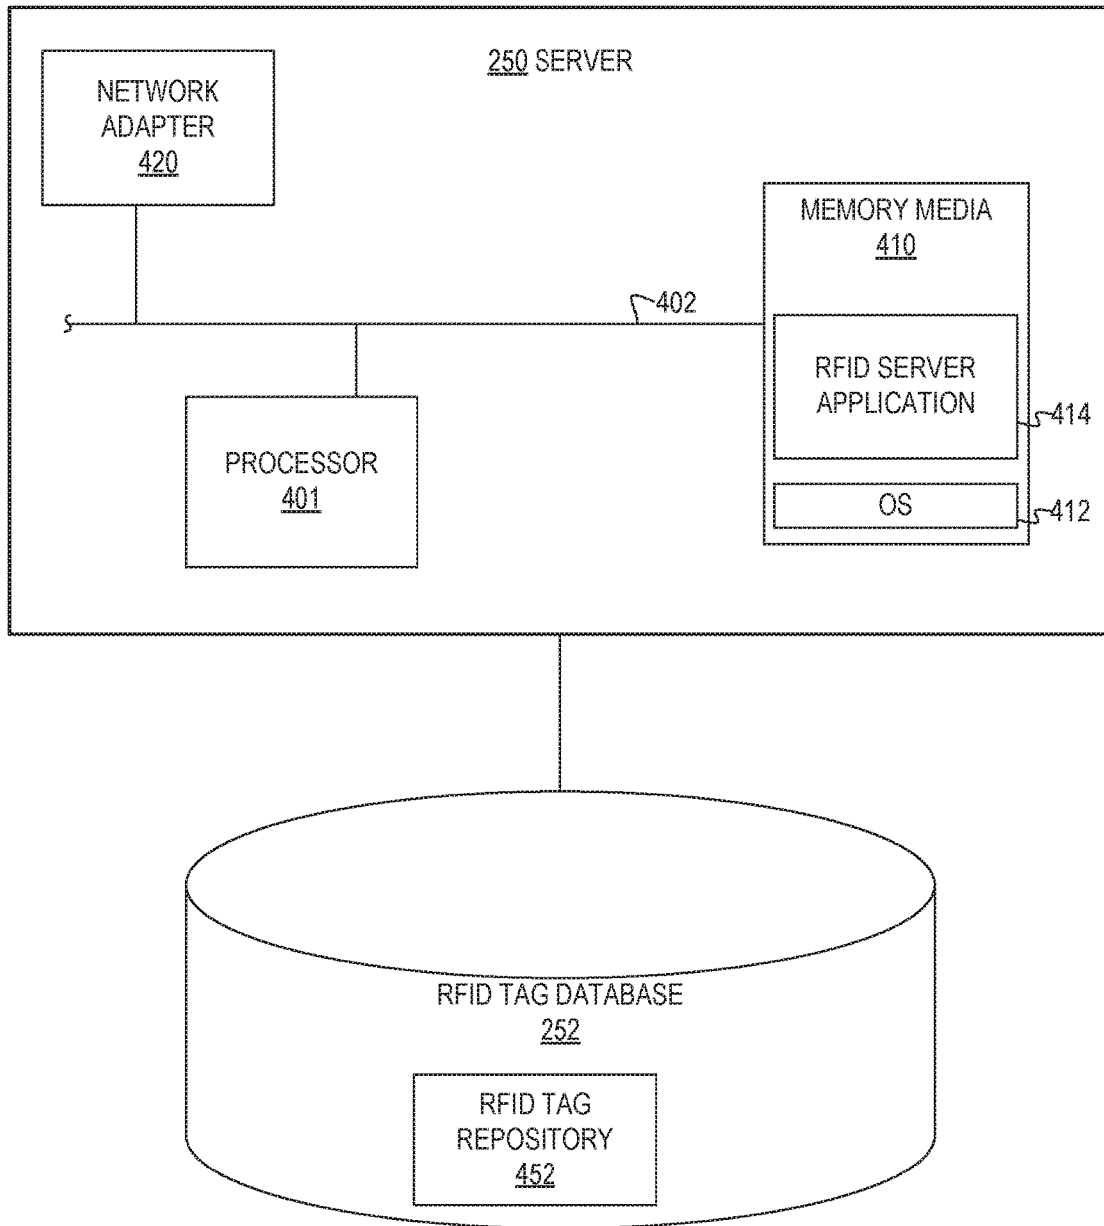 250 SERVER
NETWORK
ADAPTER
420
MEMORY MEDIA
410
402
RFID SERVER
APPLICATION
414
PROCESSOR
401
OS
412
RFID TAG DATABASE
252
RFID TAG
REPOSITORY
452